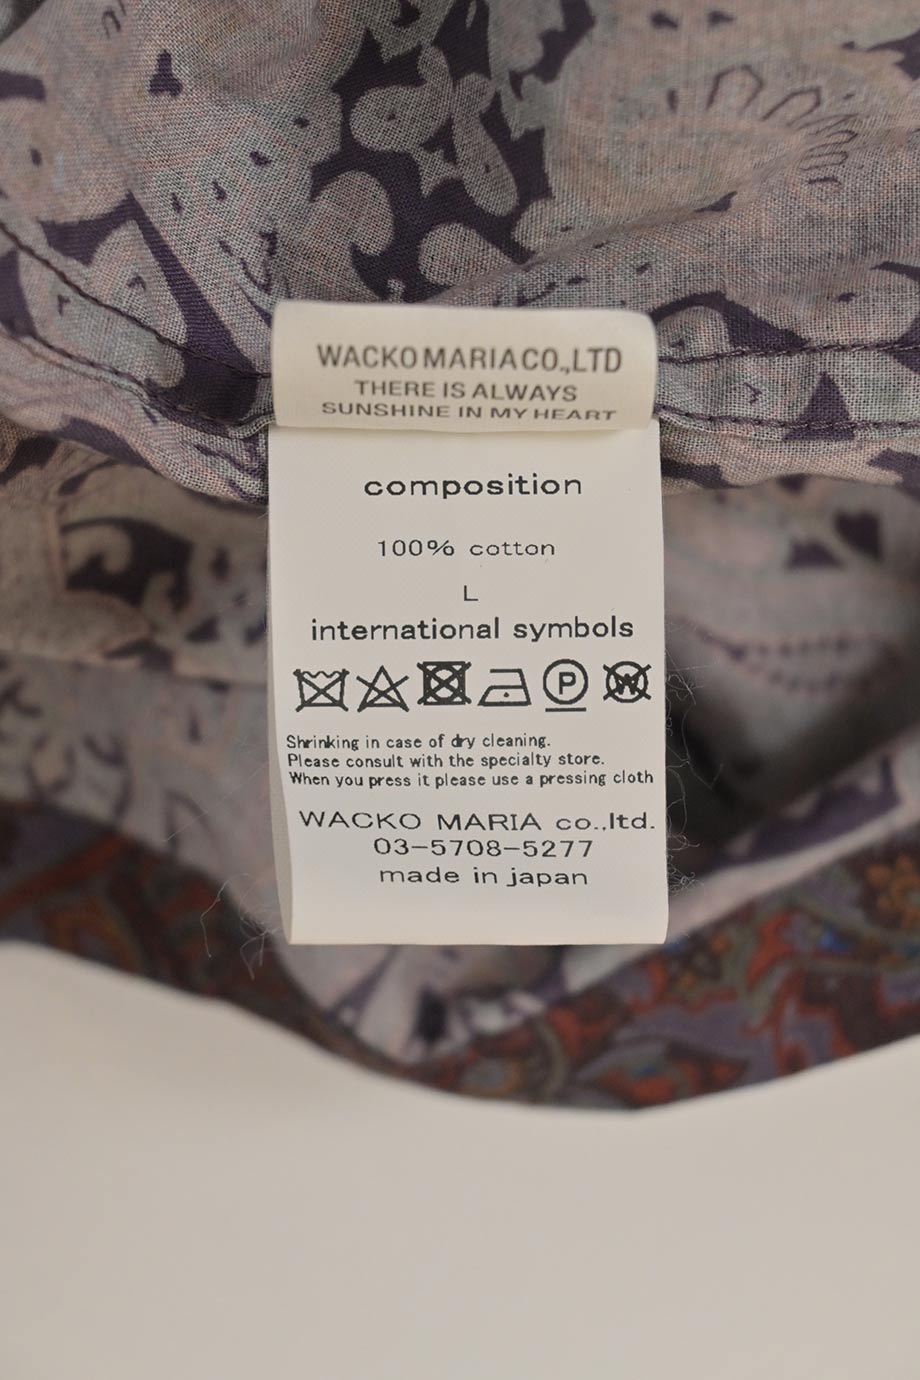 WACKO MARIA CO.,LTD
THERE IS ALWAYS
SUNSHINE IN MY HEART
composition
100% cotton
L
international symbols
P W
Shrinking in case of dry cleaning.
Please consult with the specialty store.
When you press it please use a pressing cloth
WACKO MARIA co.,ltd.
03-5708-5277
made in japan